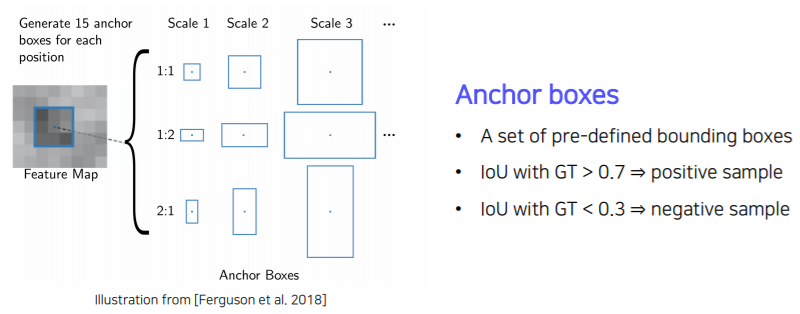 Generate 15 anchor
boxes for each
position
Scale 1 Scale 2 Scale 3 ...
1:1
1:2
...
2:1
Feature Map
Anchor Boxes
Illustration from [Ferguson et al. 2018]
Anchor boxes
• A set of pre-defined bounding boxes
• IoU with GT > 0.7 ⇒ positive sample
• IoU with GT < 0.3 ⇒ negative sample